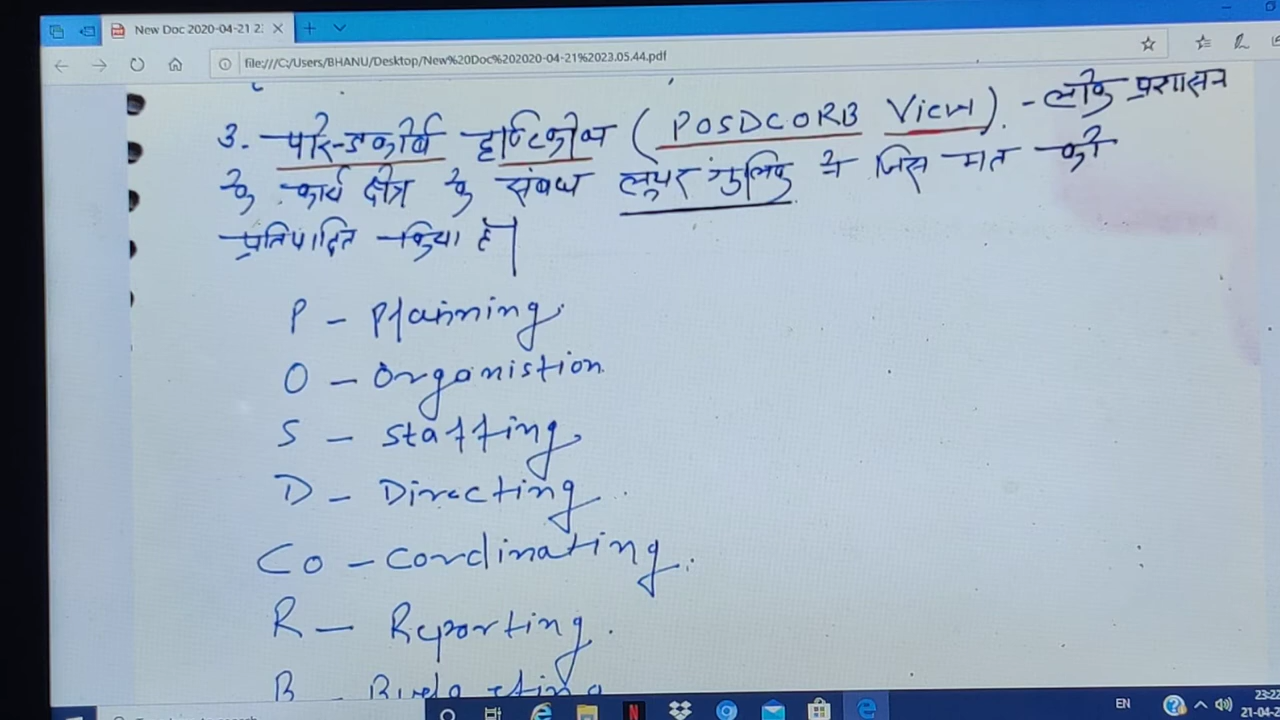 New Doc 2020-04-21 2:
file:///C:/Users/BHANU/Desktop/New%20Doc%202020-04-21%2023.05.44.pdf
3. पोस्डकोर्ब दृष्टिकोण (POSDCORB View). - लोक प्रशासन
के कार्य क्षेत्र के संबध लूथर गुलिक ने जिस मत को
प्रतिपादित किया है।
P - Planning.
O - Organistion
S - Staffing
D - Directing.
Co - Cordinating.
R - Reporting.
B - Budgeting
EN
23:22
21-04-2